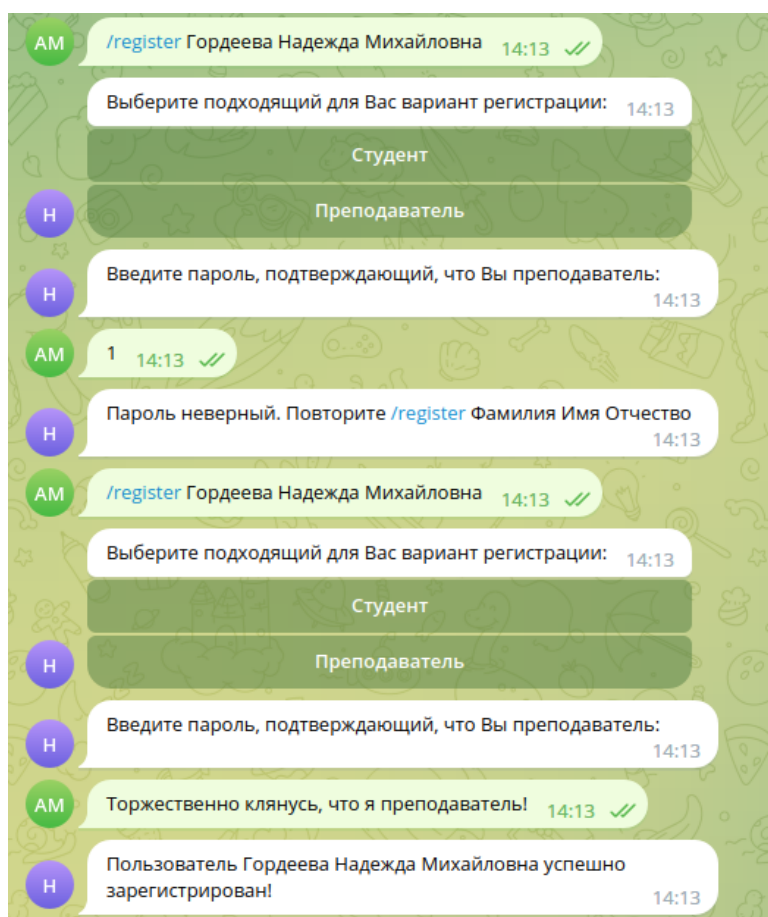 AM
/register Гордеева Надежда Михайловна 14:13
Выберите подходящий для Вас вариант регистрации: 14:13
Студент
Преподаватель
Н
Введите пароль, подтверждающий, что Вы преподаватель:
14:13
Н
AM
1 14:13
Пароль неверный. Повторите /register Фамилия Имя Отчество
14:13
Н
AM
/register Гордеева Надежда Михайловна 14:13
Выберите подходящий для Вас вариант регистрации: 14:13
Студент
Преподаватель
Н
Введите пароль, подтверждающий, что Вы преподаватель:
14:13
Н
AM
Торжественно клянусь, что я преподаватель! 14:13
Пользователь Гордеева Надежда Михайловна успешно
зарегистрирован! 14:13
Н